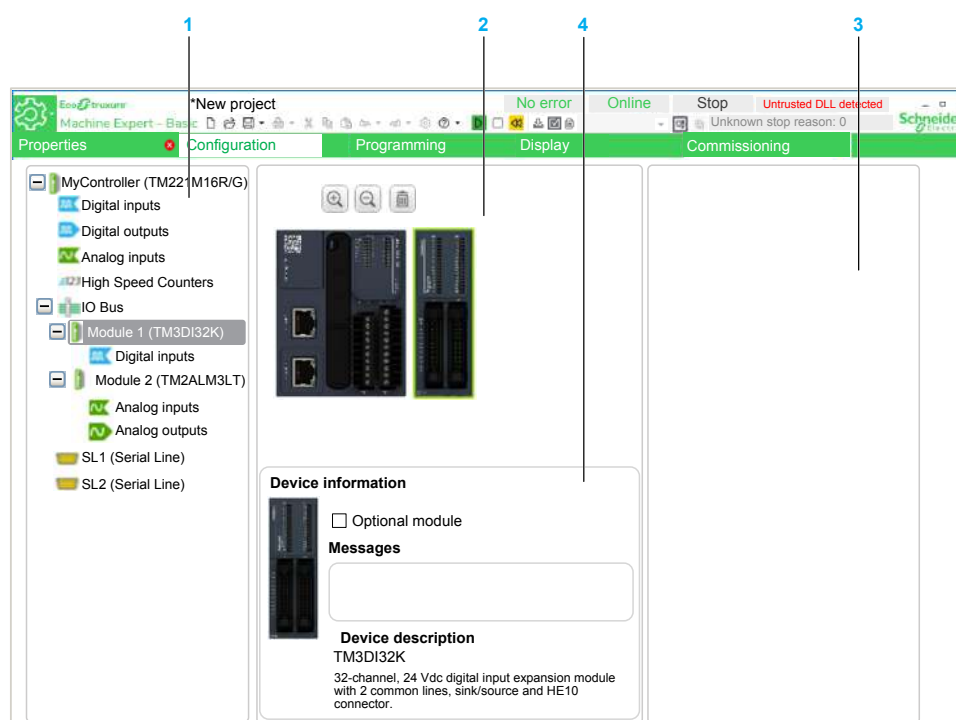 1 2 4 3
EcoStruxure *New project No error Online Stop Untrusted DLL detected
Machine Expert - Basic Unknown stop reason: 0
Properties Configuration Programming Display Commissioning
MyController (TM221M16R/G)
Digital inputs
Digital outputs
Analog inputs
High Speed Counters
IO Bus
Module 1 (TM3DI32K)
Digital inputs
Module 2 (TM2ALM3LT)
Analog inputs
Analog outputs
SL1 (Serial Line)
SL2 (Serial Line)
Device information
Optional module
Messages
Device description
TM3DI32K
32-channel, 24 Vdc digital input expansion module
with 2 common lines, sink/source and HE10
connector.